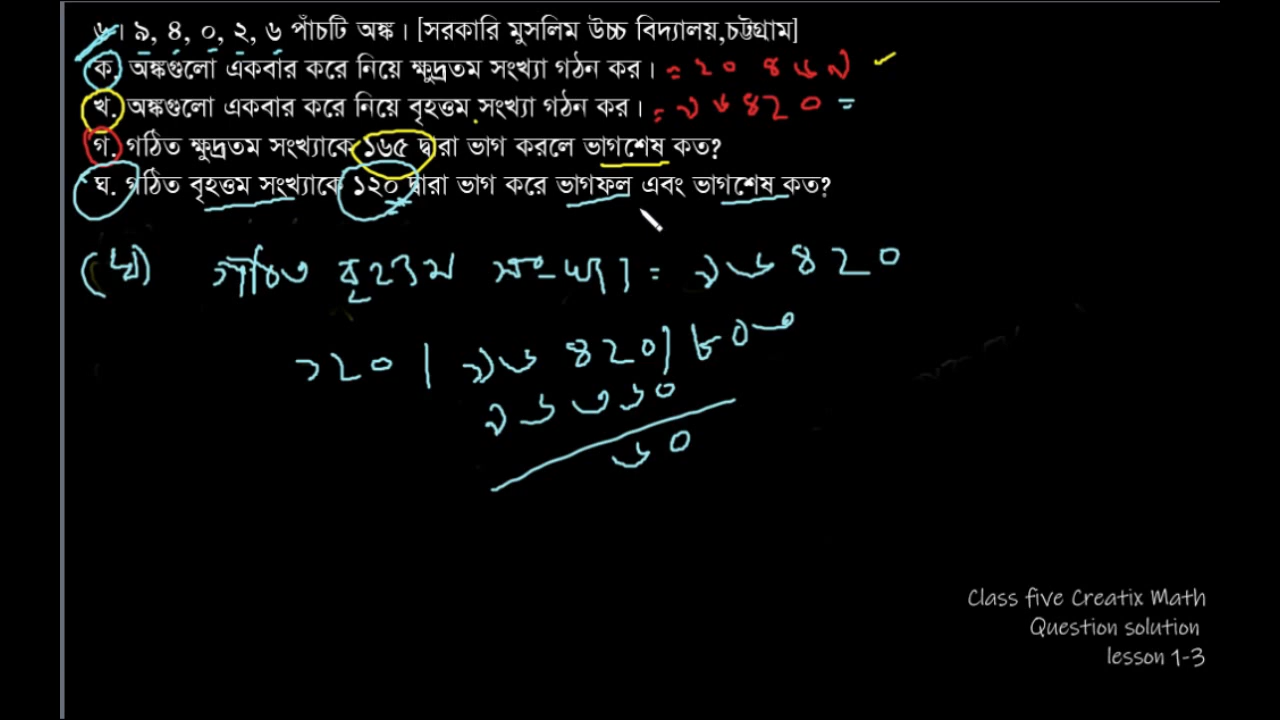 ৬। ৯, ৪, ০, ২, ৬ পাঁচটি অঙ্ক। [সরকারি মুসলিম উচ্চ বিদ্যালয়,চট্টগ্রাম]
ক. অঙ্কগুলো একবার করে নিয়ে ক্ষুদ্রতম সংখ্যা গঠন কর। = ২০৪৬৯
খ. অঙ্কগুলো একবার করে নিয়ে বৃহত্তম সংখ্যা গঠন কর। = ৯৬৪২০ =
গ. গঠিত ক্ষুদ্রতম সংখ্যাকে ১৬৫ দ্বারা ভাগ করলে ভাগশেষ কত?
ঘ. গঠিত বৃহত্তম সংখ্যাকে ১২০ দ্বারা ভাগ করে ভাগফল এবং ভাগশেষ কত?
(ঘ) গঠিত বৃহত্তম সংখ্যা = ৯৬৪২০
১২০ | ৯৬৪২০ | ৮০৩
৯৬৩৬০
৬০
Class five Creatix Math
Question solution
lesson 1-3